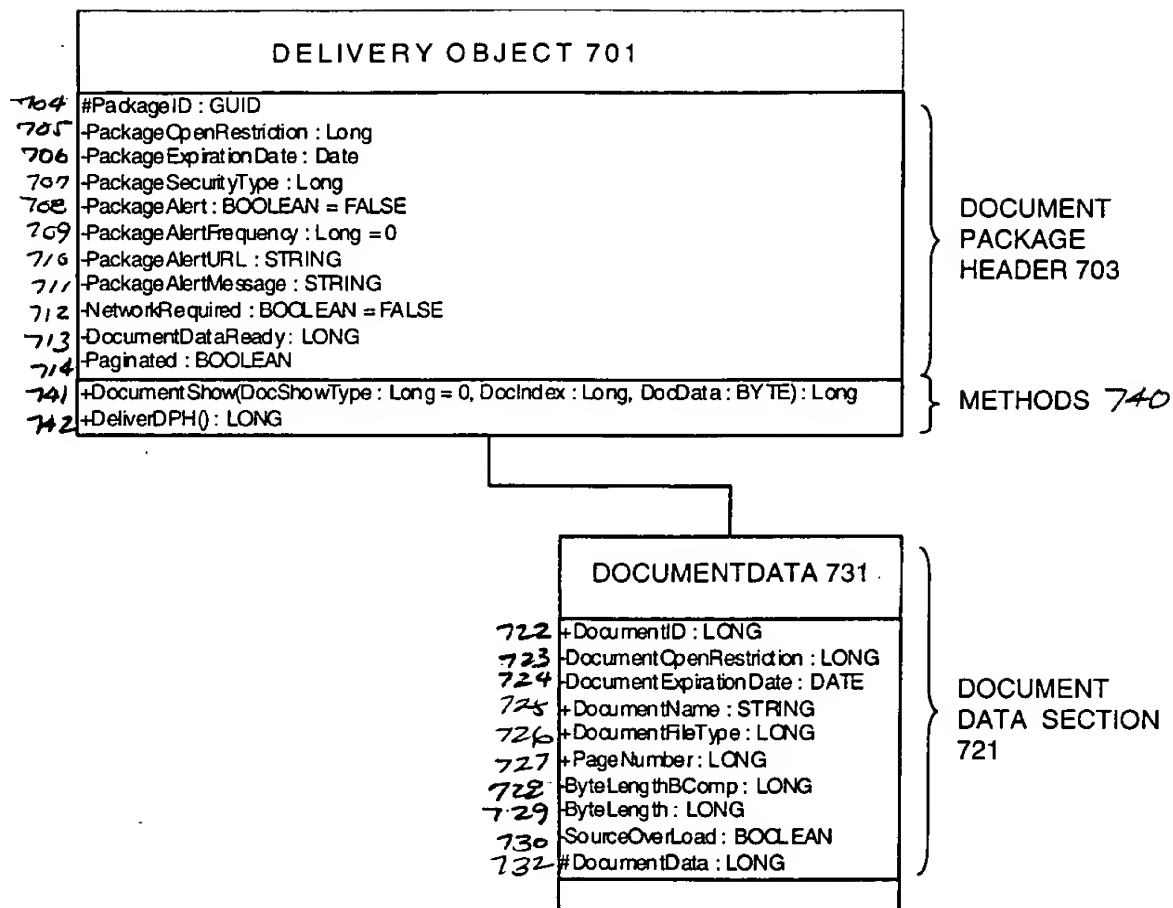 DELIVERY OBJECT 701
704 #PackageID : GUID
705 -PackageOpenRestriction : Long
706 -PackageExpirationDate : Date
707 -PackageSecurityType : Long
708 -PackageAlert : BOOLEAN = FALSE
709 -PackageAlertFrequency : Long = 0
710 -PackageAlertURL : STRING
711 -PackageAlertMessage : STRING
712 -NetworkRequired : BOOLEAN = FALSE
713 -DocumentDataReady : LONG
714 -Paginated : BOOLEAN
DOCUMENT
PACKAGE
HEADER 703
741 +DocumentShow(DocShowType : Long = 0, DocIndex : Long, DocData : BYTE) : Long
742 +DeliverDPH() : LONG
METHODS 740
DOCUMENTDATA 731
722 +DocumentID : LONG
723 -DocumentOpenRestriction : LONG
724 -DocumentExpirationDate : DATE
725 +DocumentName : STRING
726 +DocumentFileType : LONG
727 +PageNumber : LONG
728 -ByteLengthBComp : LONG
729 -ByteLength : LONG
730 -SourceOverLoad : BOOLEAN
732 #DocumentData : LONG
DOCUMENT
DATA SECTION
721